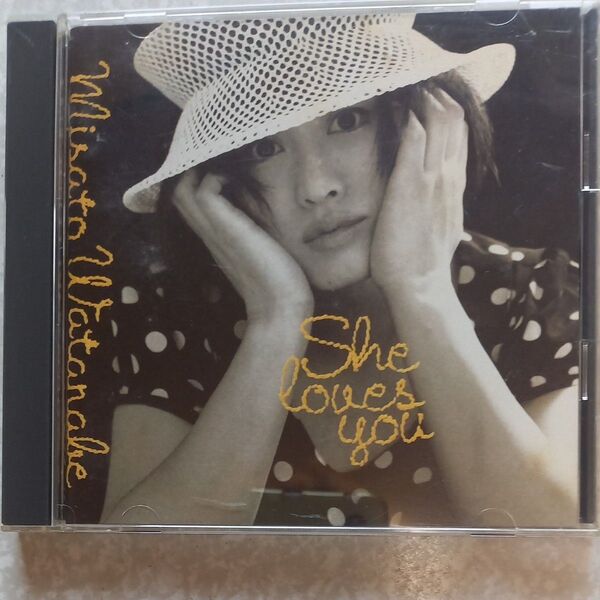 Misato Watanabe
She
loves
you